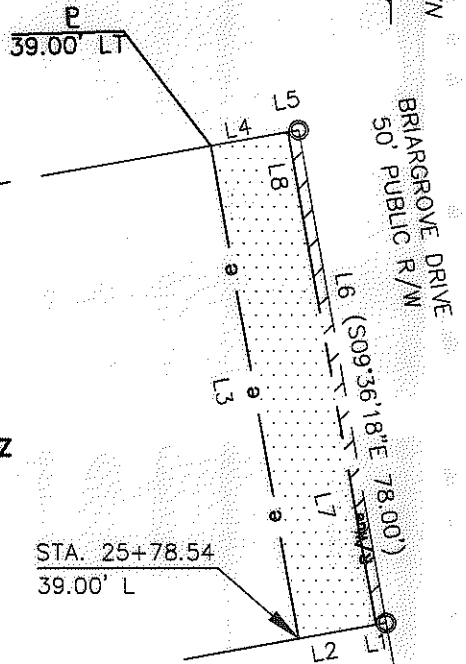 N
P
39.00' LT
L4
L5
BRIARGROVE DRIVE
50' PUBLIC R/W
L8
e
L6 (S09°36'18"E 78.00')
L3
e
Z
e
L7
STA. 25+78.54
39.00' L
L2
L1